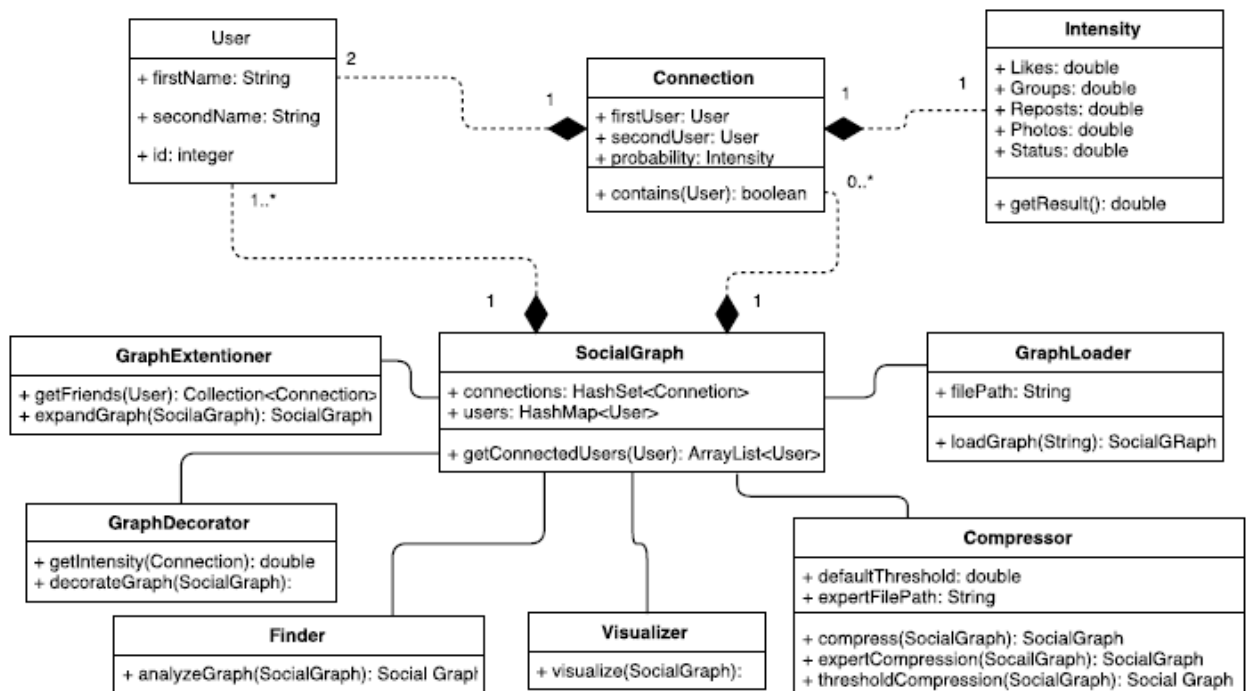 User
+ firstName: String
+ secondName: String
+ id: integer
2
1
Connection
+ firstUser: User
+ secondUser: User
+ probability: Intensity
+ contains(User): boolean
1
1
Intensity
+ Likes: double
+ Groups: double
+ Reposts: double
+ Photos: double
+ Status: double
+ getResult(): double
1..*
0..*
1
1
GraphExtentioner
+ getFriends(User): Collection<Connection>
+ expandGraph(SocilaGraph): SocialGraph
SocialGraph
+ connections: HashSet<Connetion>
+ users: HashMap<User>
+ getConnectedUsers(User): ArrayList<User>
GraphLoader
+ filePath: String
+ loadGraph(String): SocialGRaph
GraphDecorator
+ getIntensity(Connection): double
+ decorateGraph(SocialGraph):
Finder
+ analyzeGraph(SocialGraph): Social Graph
Visualizer
+ visualize(SocialGraph):
Compressor
+ defaultThreshold: double
+ expertFilePath: String
+ compress(SocialGraph): SocialGraph
+ expertCompression(SocailGraph): SocialGraph
+ thresholdCompression(SocialGraph): Social Graph